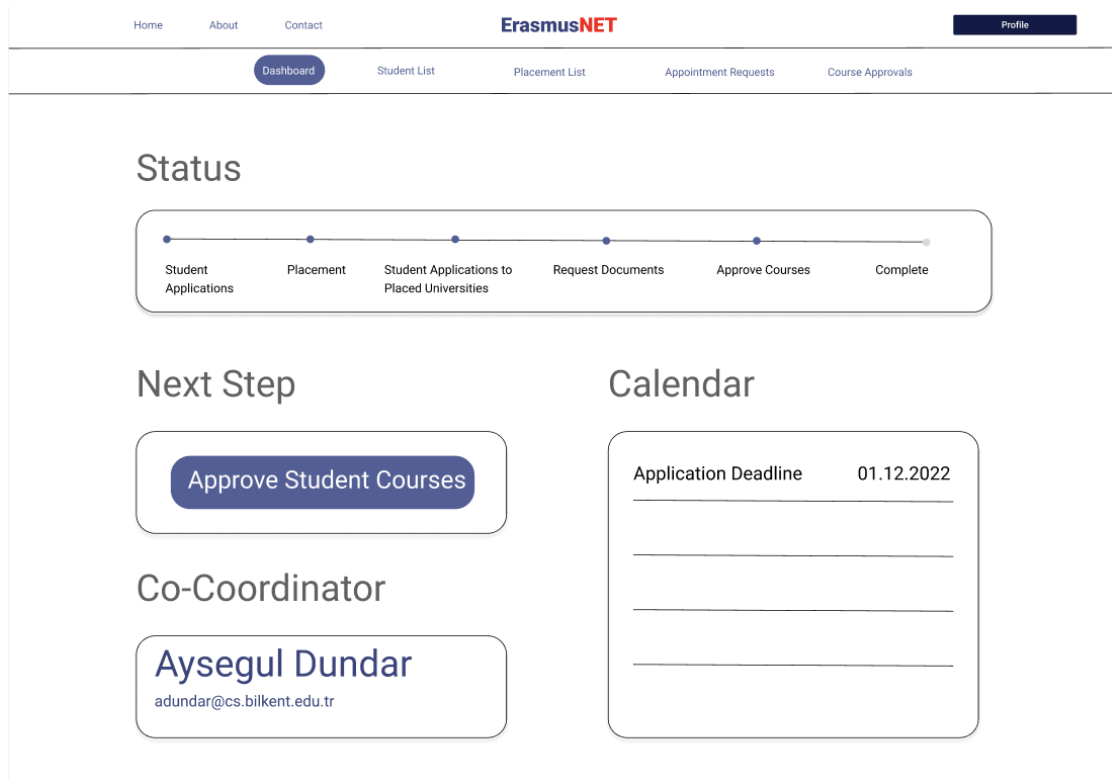 Home About Contact ErasmusNET Profile
Dashboard Student List Placement List Appointment Requests Course Approvals
Status
Student Applications
Placement
Student Applications to
Placed Universities
Request Documents
Approve Courses
Complete
Next Step
Approve Student Courses
Co-Coordinator
Aysegul Dundar
adundar@cs.bilkent.edu.tr
Calendar
Application Deadline 01.12.2022